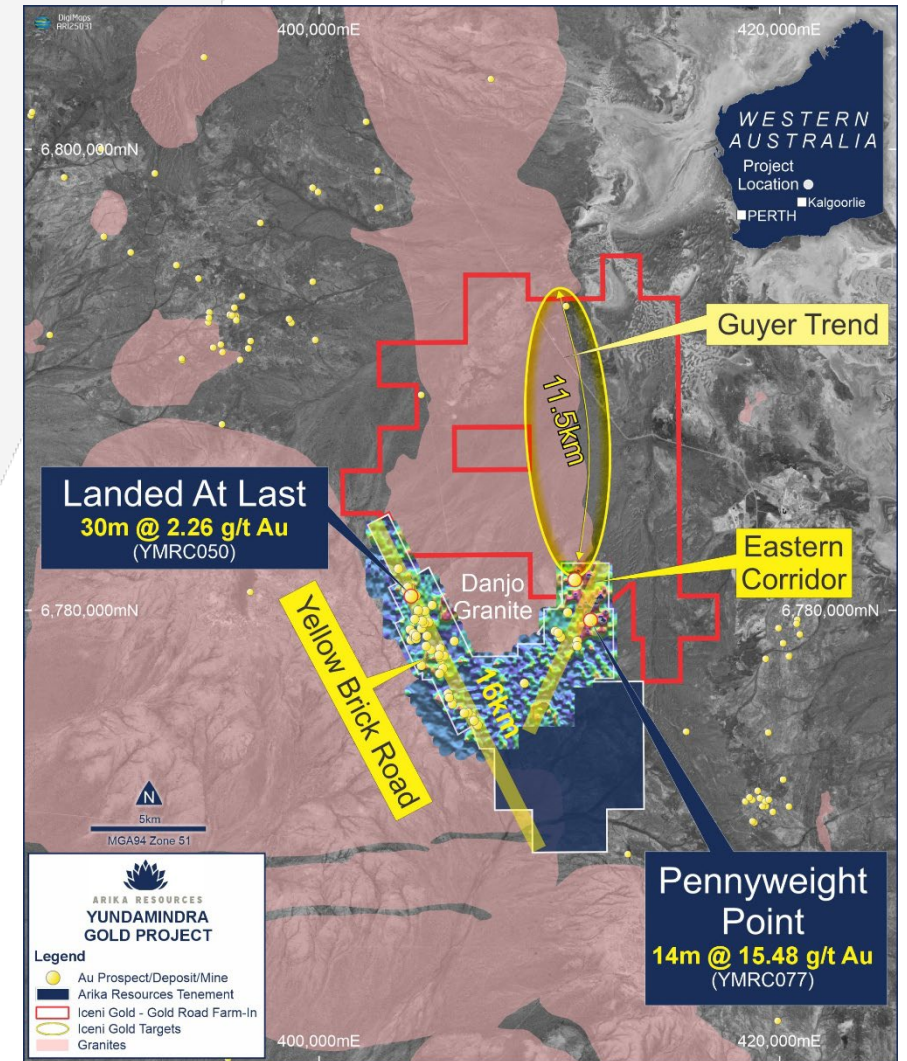 DigiMaps
ARI25031
400,000mE
420,000mE
6,800,000mN
WESTERN
AUSTRALIA
Project
Location
Kalgoorlie
PERTH
Guyer Trend
11.5km
Landed At Last
30m @ 2.26 g/t Au
(YMRC050)
Eastern
Corridor
Danjo
Granite
6,780,000mN
6,780,000mN
Yellow Brick Road
16km
N
5km
MGA94 Zone 51
Pennyweight
Point
14m @ 15.48 g/t Au
(YMRC077)
ARIKA RESOURCES
YUNDAMINDRA
GOLD PROJECT
Legend
Au Prospect/Deposit/Mine
Arika Resources Tenement
Iceni Gold - Gold Road Farm-In
Iceni Gold Targets
Granites
400,000mE
420,000mE